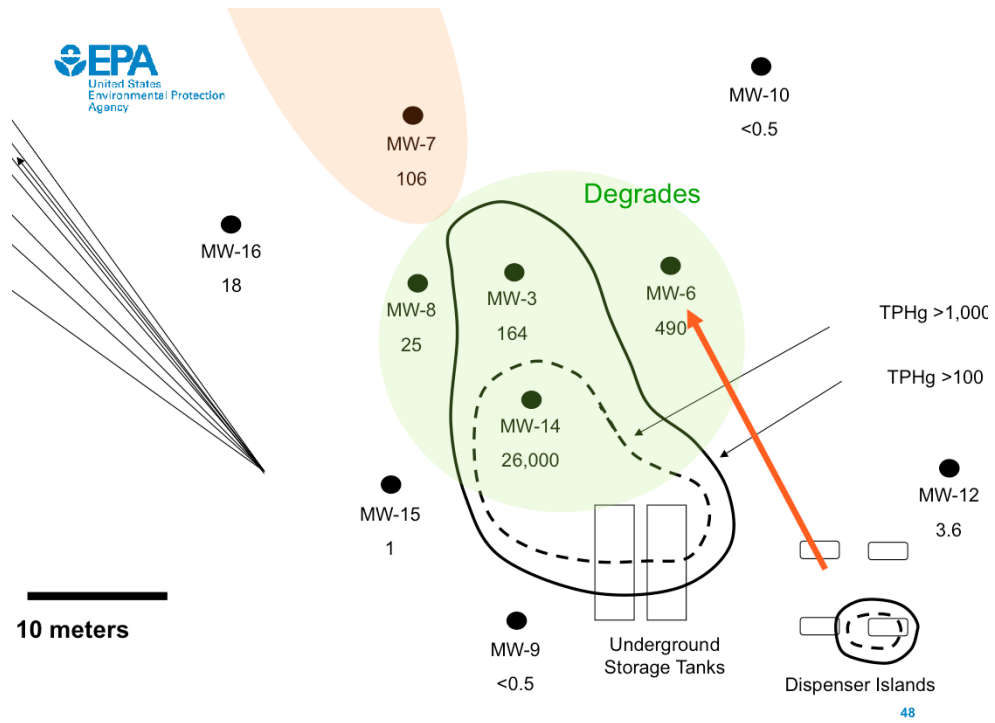 EPA
United States
Environmental Protection
Agency
MW-10
<0.5
MW-7
106
Degrades
MW-16
18
MW-8
25
MW-3
164
MW-6
490
TPHg >1,000
TPHg >100
MW-14
26,000
MW-15
1
MW-12
3.6
10 meters
MW-9
<0.5
Underground
Storage Tanks
Dispenser Islands
48